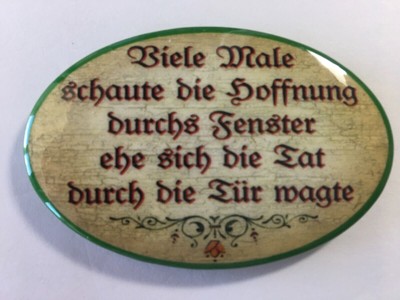 Viele Male
schaute die Hoffnung
durchs Fenster
ehe sich die Tat
durch die Tür wagte